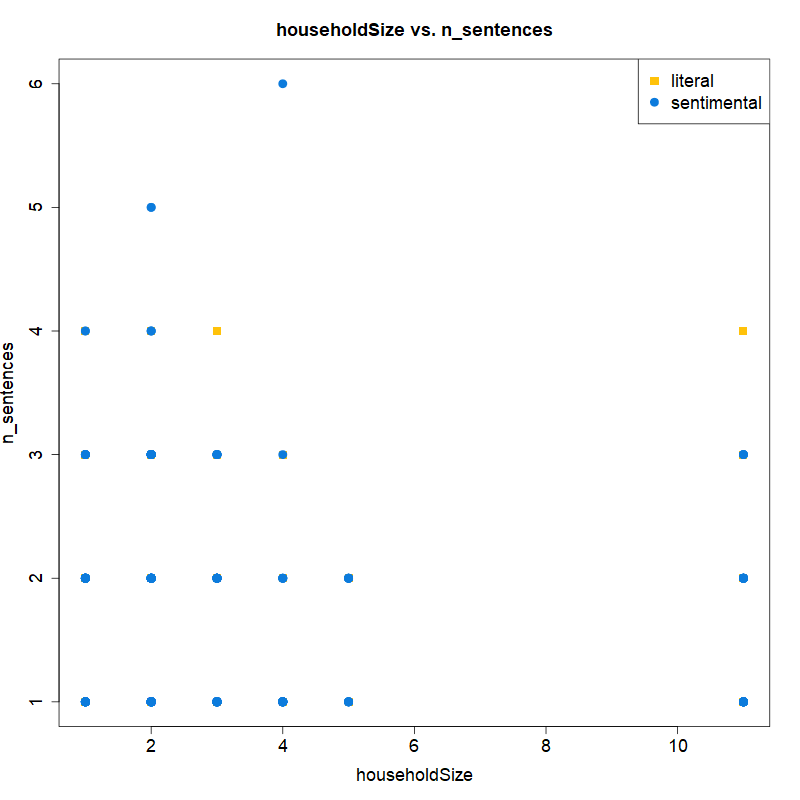 householdSize vs. n_sentences
literal
sentimental
6
5
4
3
2
1
n_sentences
2
4
6
8
10
householdSize